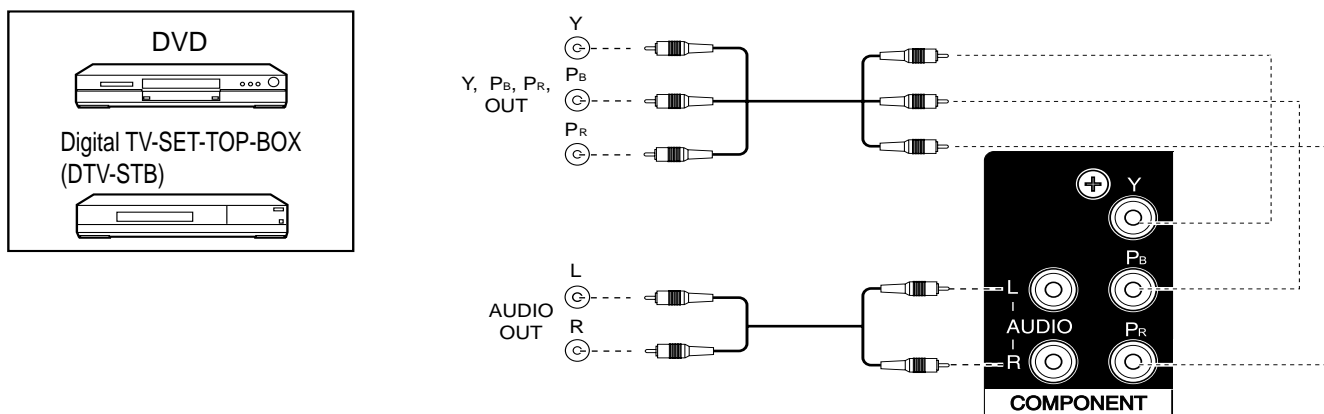 DVD
Digital TV-SET-TOP-BOX
(DTV-STB)
Y
Y, PB, PR,
OUT
PB
PR
L
AUDIO
OUT
R
Y
PB
L
AUDIO
PR
R
COMPONENT